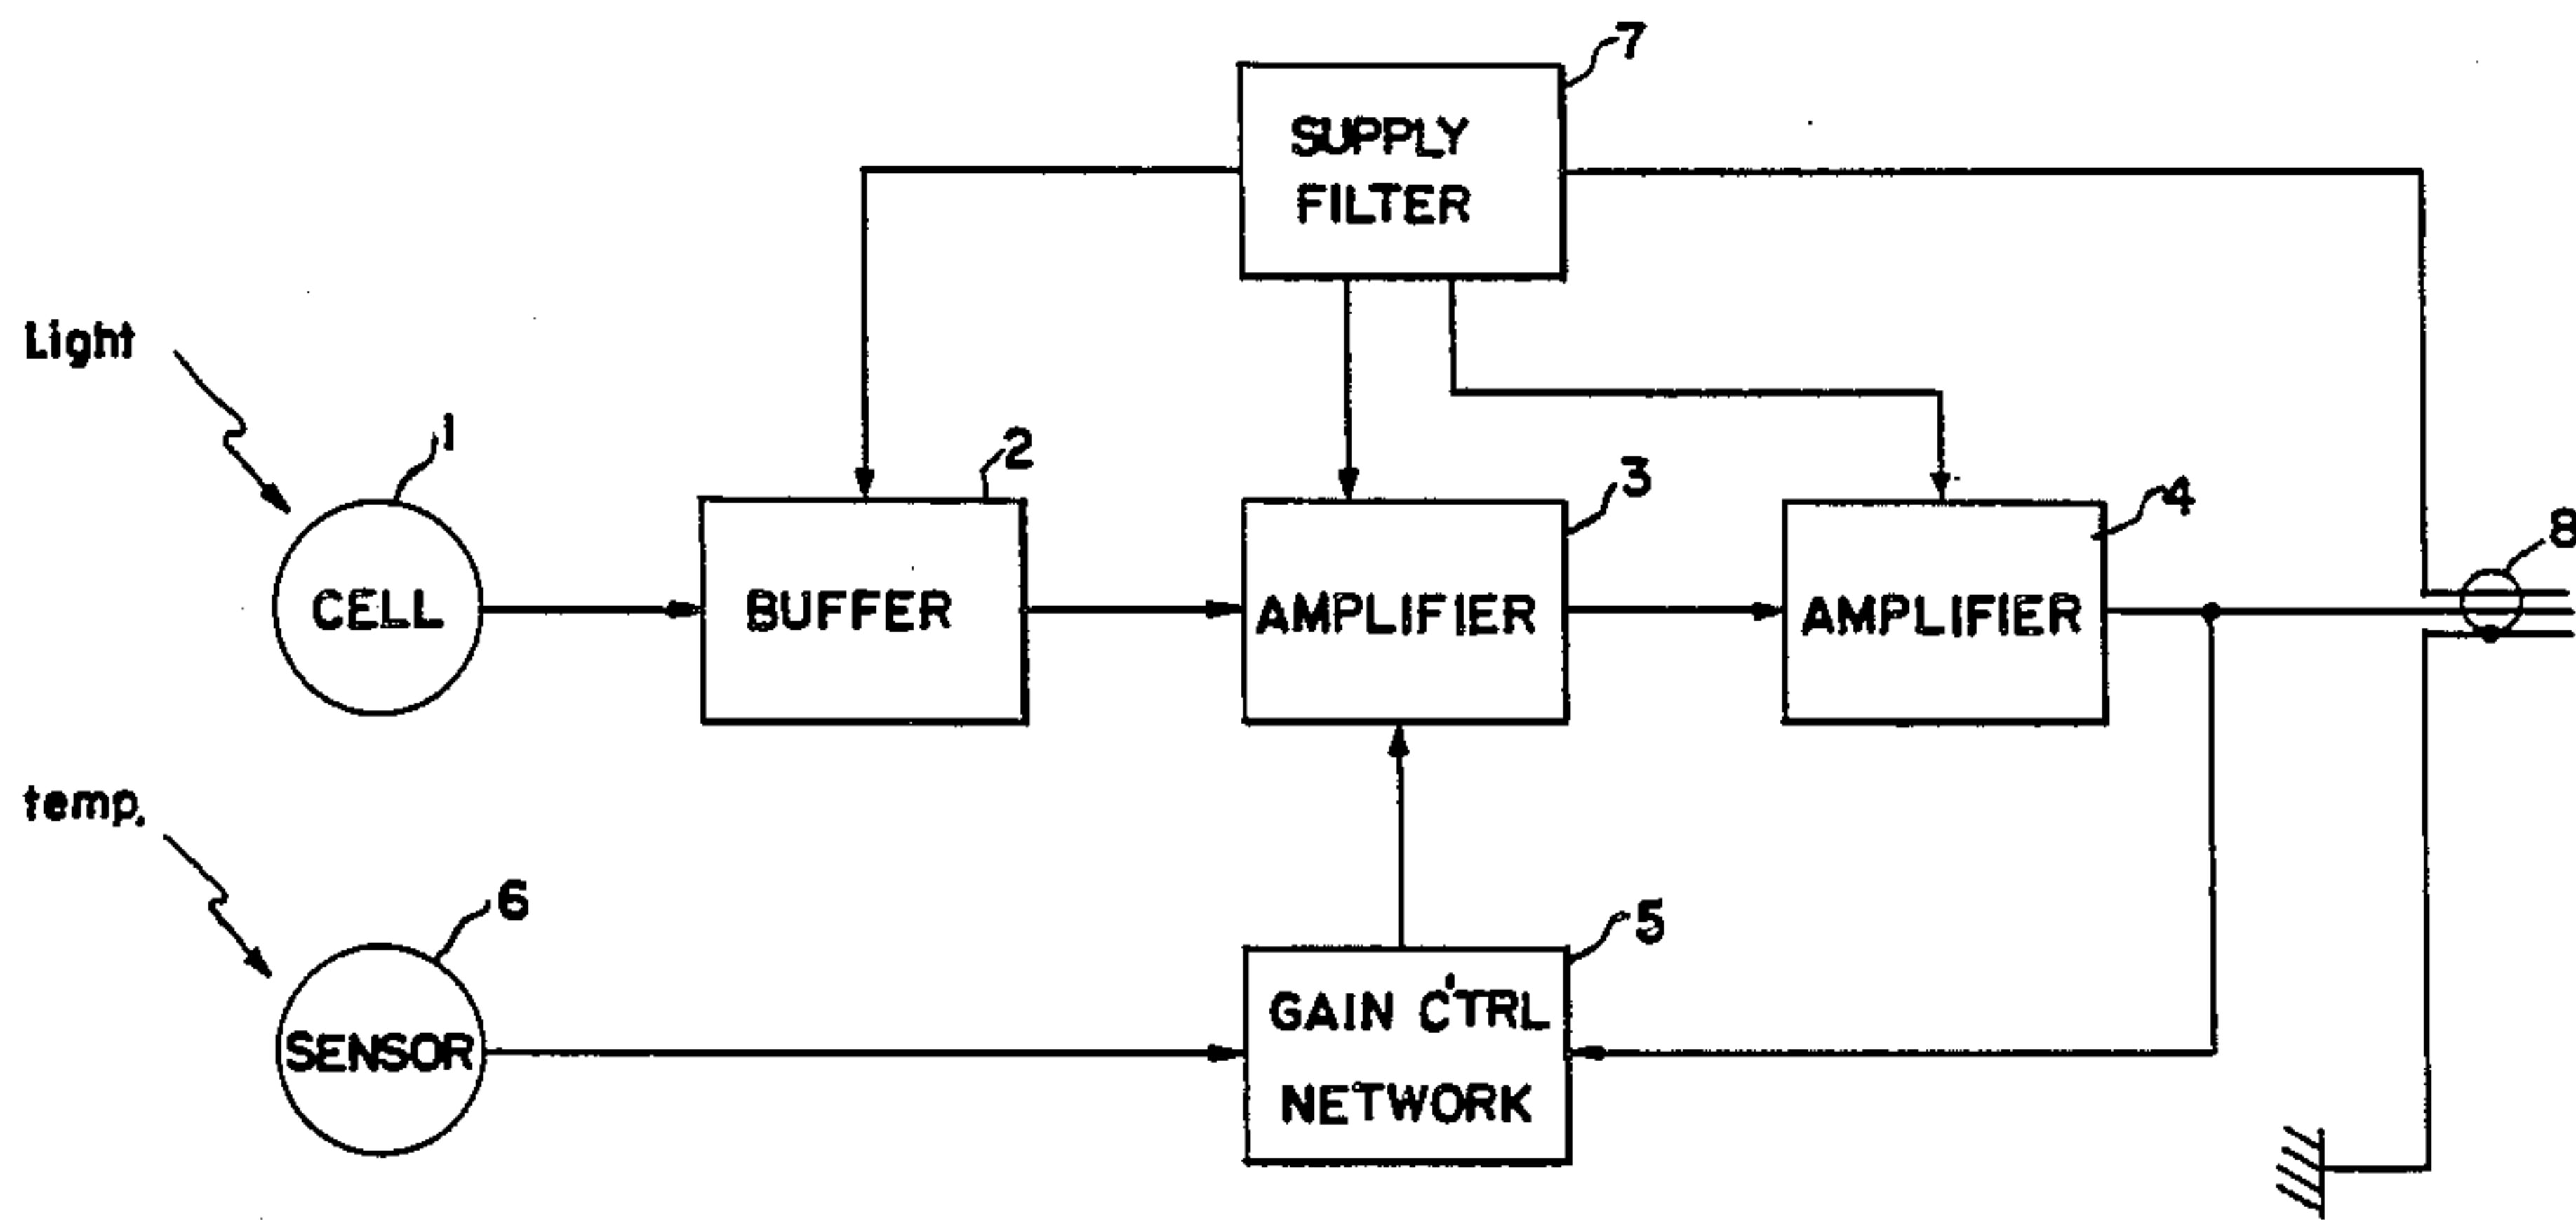 7
SUPPLY
FILTER
Light
1
2
3
4
8
CELL
BUFFER
AMPLIFIER
AMPLIFIER
temp.
6
5
SENSOR
GAIN C'TRL
NETWORK